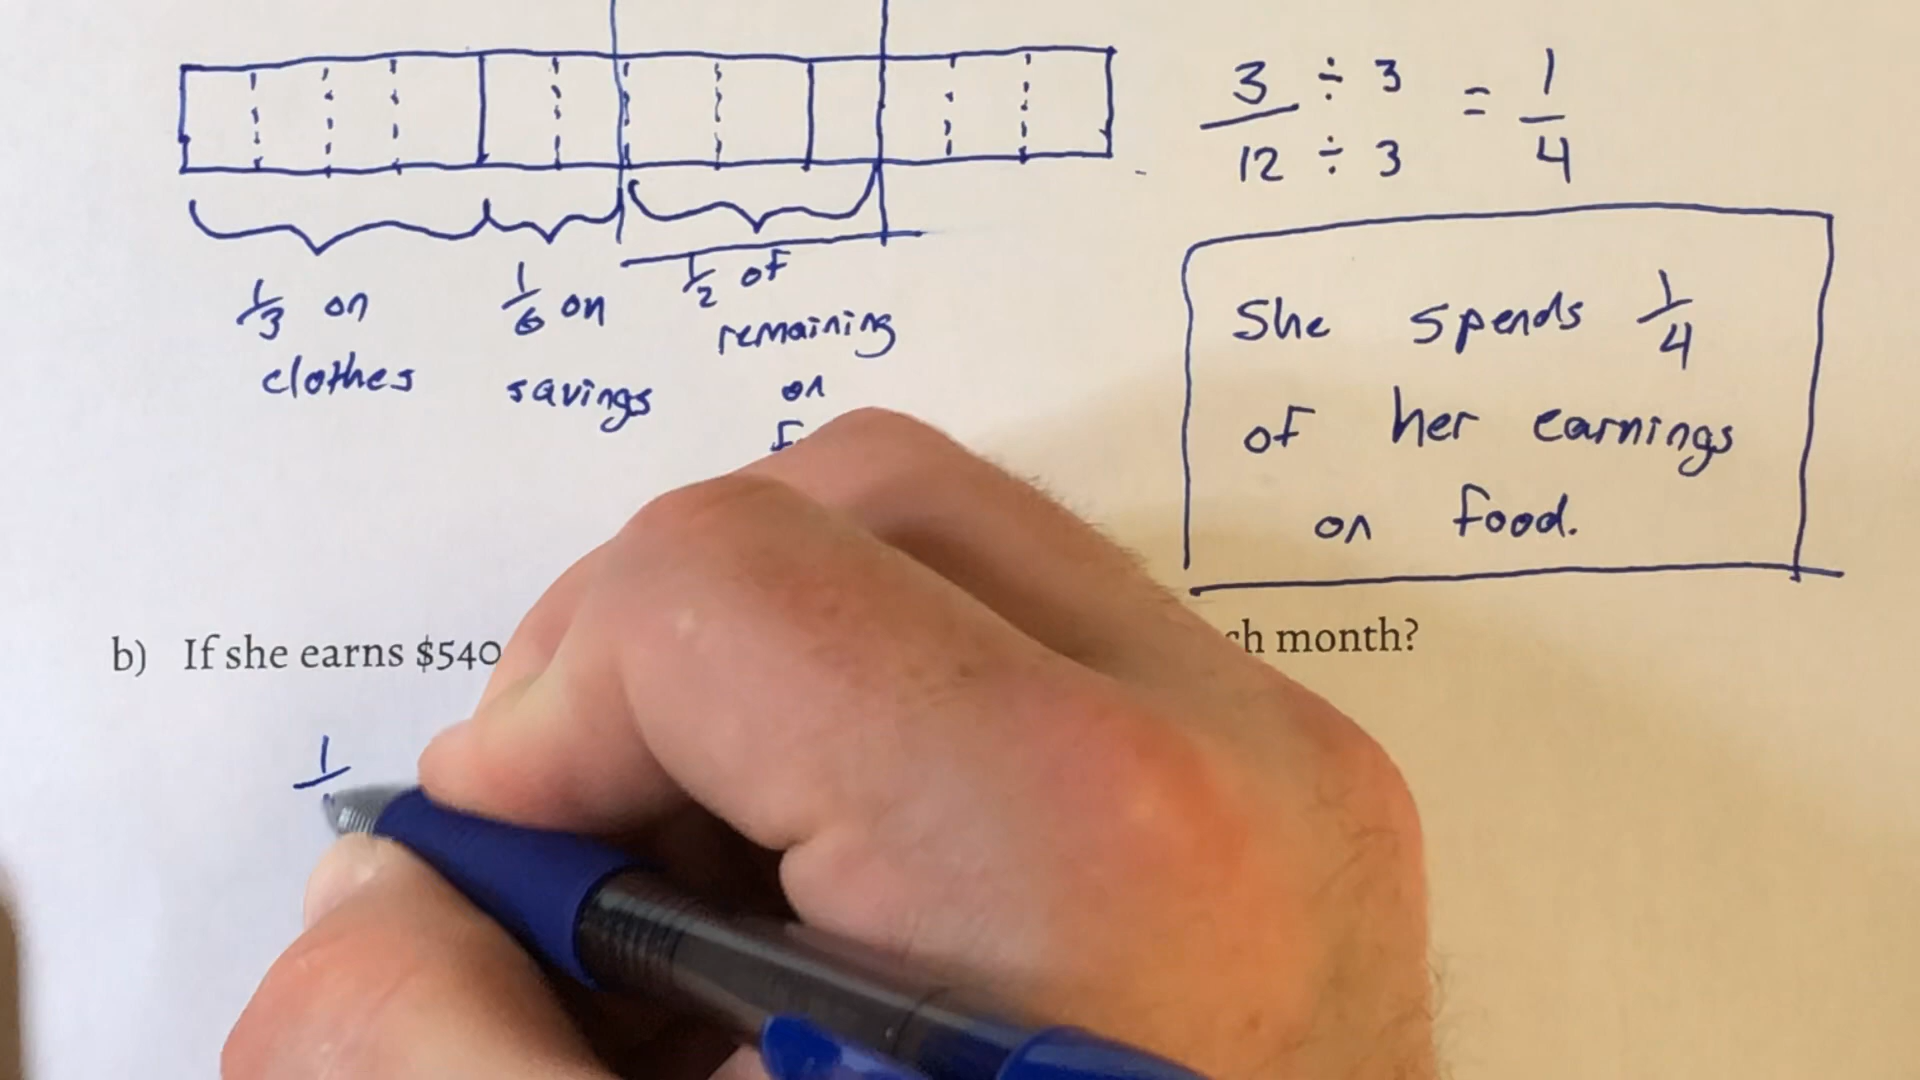 1/3 on
clothes
1/6 on
savings
1/2 of
remaining
on
3 ÷ 3 = 1
12 ÷ 3 4
She spends 1/4
of her earnings
on food.
b) If she earns $540 month?
1